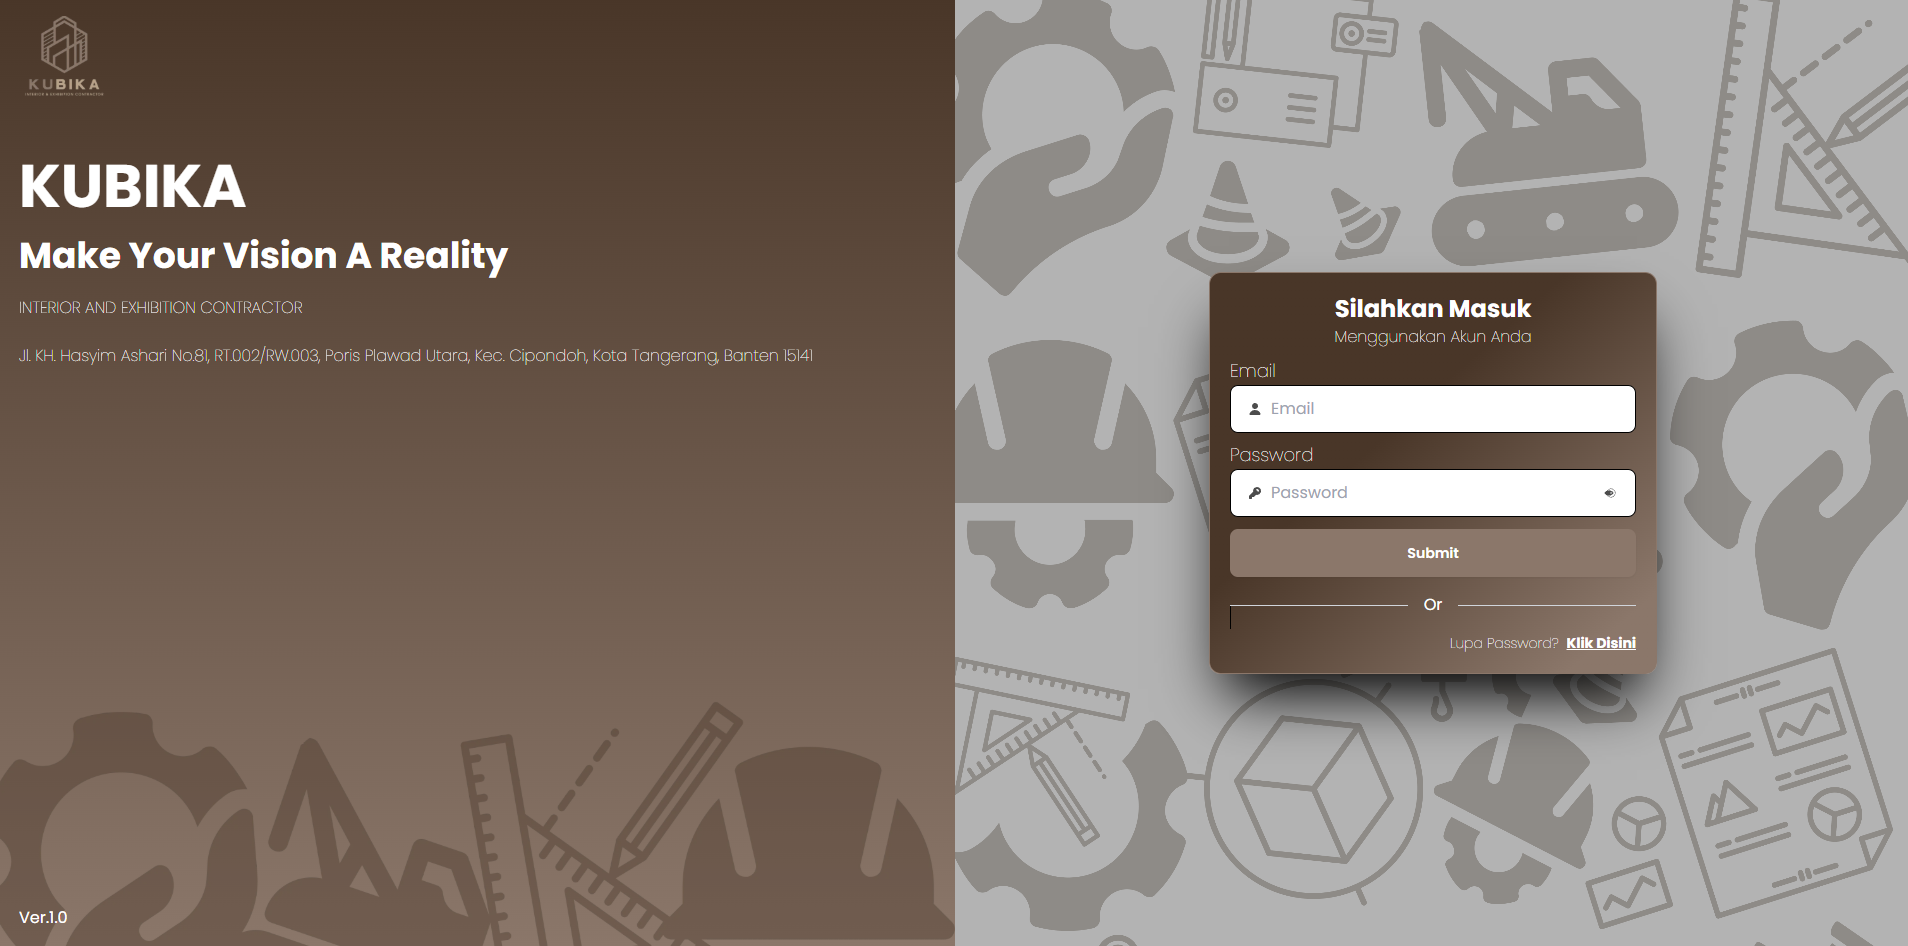 KUBIKA
INTERIOR & EXHIBITION CONTRACTOR
KUBIKA
Make Your Vision A Reality
INTERIOR AND EXHIBITION CONTRACTOR
Jl. KH. Hasyim Ashari No.81, RT.002/RW.003, Poris Plawad Utara, Kec. Cipondoh, Kota Tangerang, Banten 15141
Ver.1.0
Silahkan Masuk
Menggunakan Akun Anda
Email
Email
Password
Password
Submit
Or
Lupa Password? Klik Disini